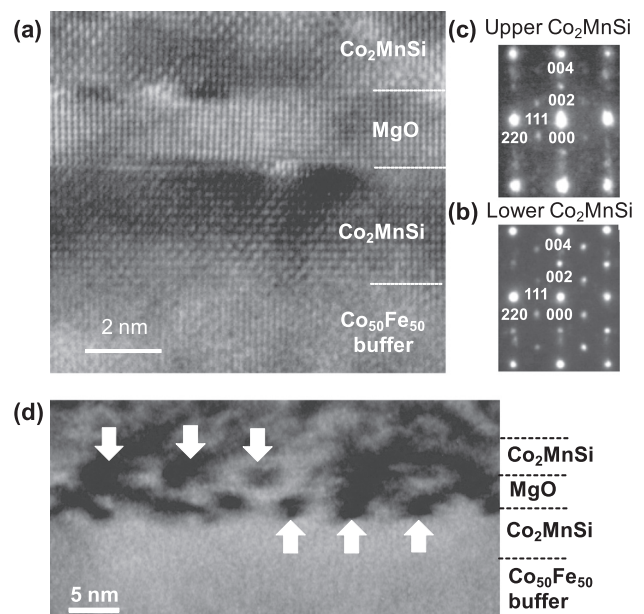 (a)
Co₂MnSi
MgO
Co₂MnSi
Co₅₀Fe₅₀
buffer
2 nm
(c) Upper Co₂MnSi
004
002
111
220 000
(b) Lower Co₂MnSi
004
002
111
220 000
(d)
Co₂MnSi
MgO
Co₂MnSi
Co₅₀Fe₅₀
buffer
5 nm